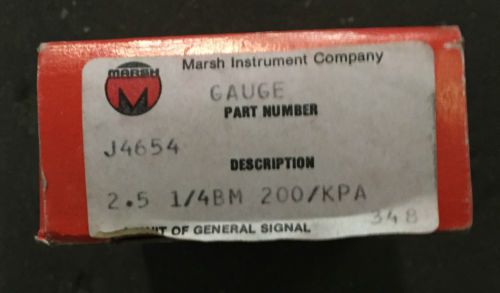 MARSH
Marsh Instrument Company
GAUGE
PART NUMBER
J4654
DESCRIPTION
2.5 1/4BM 200/KPA
348
UNIT OF GENERAL SIGNAL